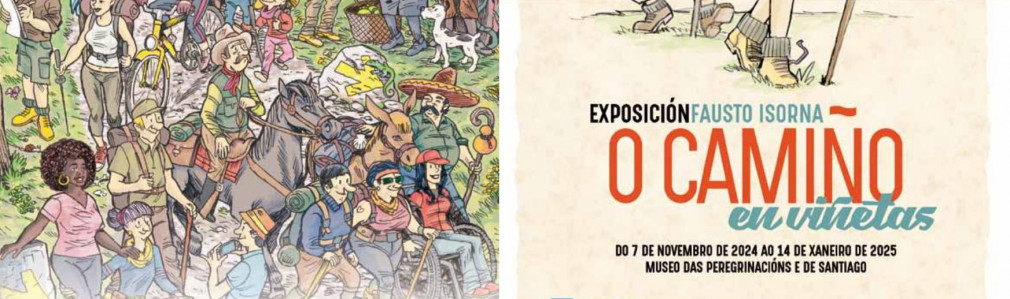 EXPOSICIÓN FAUSTO ISORNA
O CAMIÑO
en viñetas
DO 7 DE NOVEMBRO DE 2024 AO 14 DE XANEIRO DE 2025
MUSEO DAS PEREGRINACIÓNS E DE SANTIAGO